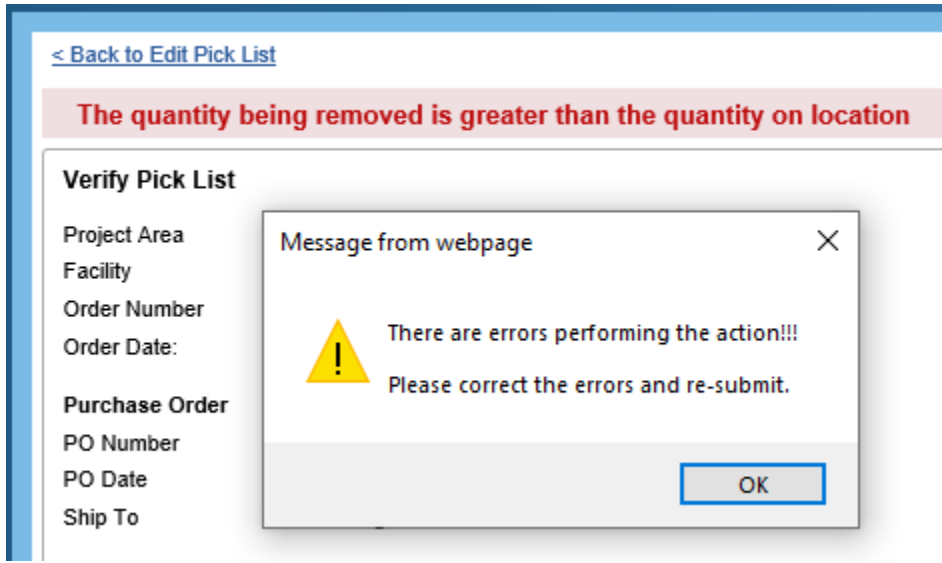 < Back to Edit Pick List
The quantity being removed is greater than the quantity on location
Verify Pick List
Project Area
Facility
Order Number
Order Date:
Purchase Order
PO Number
PO Date
Ship To
Message from webpage
There are errors performing the action!!!
Please correct the errors and re-submit.
OK